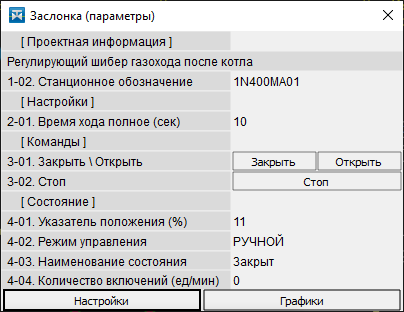 Заслонка (параметры)
[ Проектная информация ]
Регулирующий шибер газохода после котла
1-02. Станционное обозначение 1N400MA01
[ Настройки ]
2-01. Время хода полное (сек) 10
[ Команды ]
3-01. Закрыть \ Открыть Закрыть Открыть
3-02. Стоп Стоп
[ Состояние ]
4-01. Указатель положения (%) 11
4-02. Режим управления РУЧНОЙ
4-03. Наименование состояния Закрыт
4-04. Количество включений (ед/мин) 0
Настройки Графики